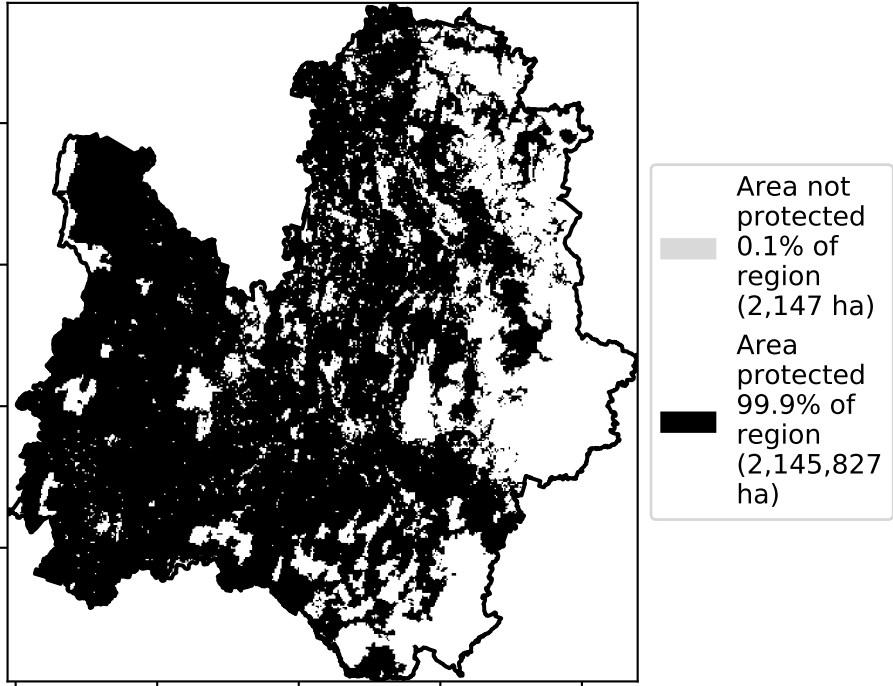 Area not
protected
0.1% of
region
(2,147 ha)
Area
protected
99.9% of
region
(2,145,827
ha)